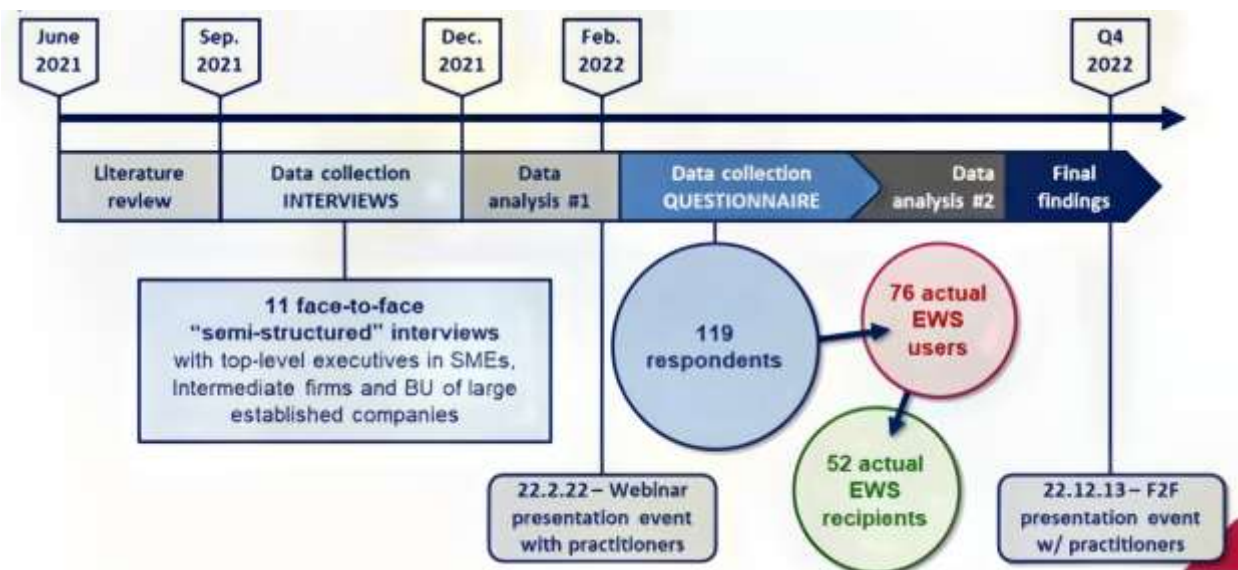 June
2021
Sep.
2021
Dec.
2021
Feb.
2022
Q4
2022
Literature
review
Data collection
INTERVIEWS
Data
analysis #1
Data collection
QUESTIONNAIRE
Data
analysis #2
Final
findings
11 face-to-face
“semi-structured” interviews
with top-level executives in SMEs,
Intermediate firms and BU of large
established companies
119
respondents
76 actual
EWS
users
52 actual
EWS
recipients
22.2.22 – Webinar
presentation event
with practitioners
22.12.13 – F2F
presentation event
w/ practitioners